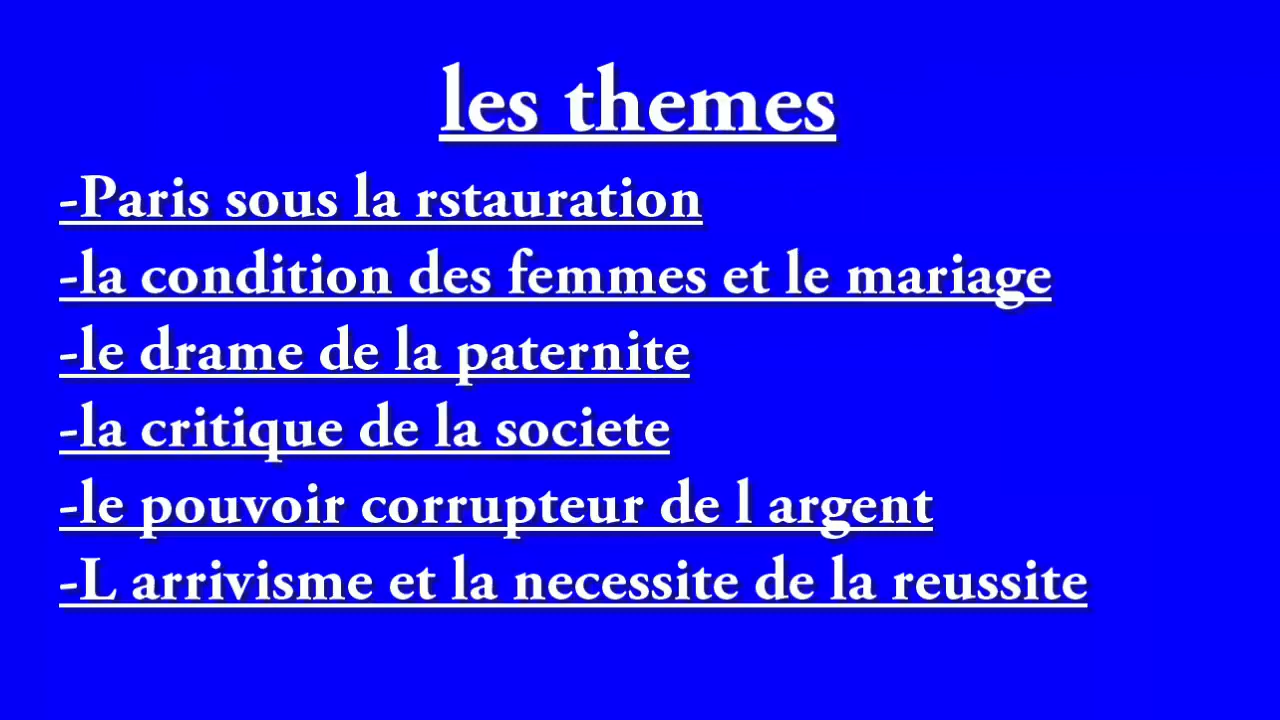 les themes
-Paris sous la rstauration
-la condition des femmes et le mariage
-le drame de la paternite
-la critique de la societe
-le pouvoir corrupteur de l argent
-L arrivisme et la necessite de la reussite